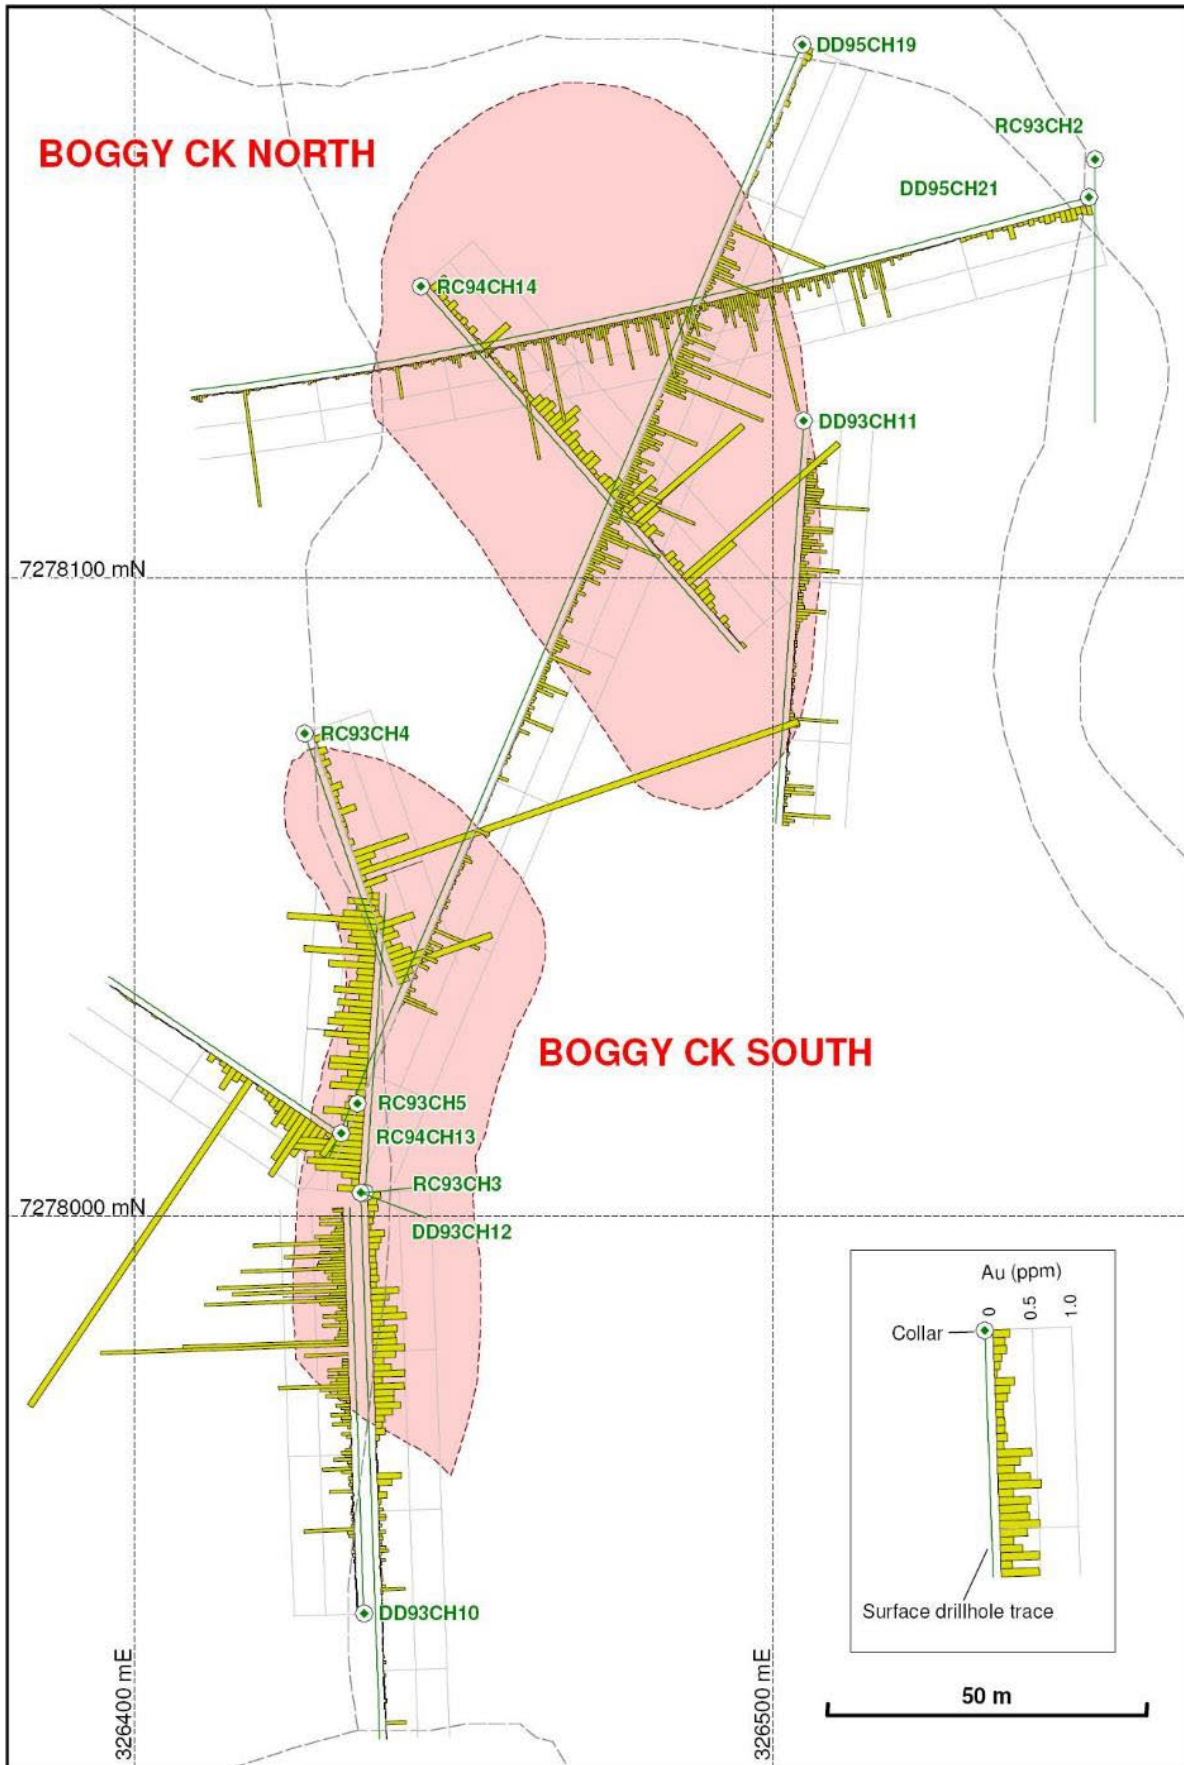 DD95CH19
RC93CH2
BOGGY CK NORTH
DD95CH21
RC94CH14
DD93CH11
7278100 mN
RC93CH4
BOGGY CK SOUTH
RC93CH5
RC94CH13
RC93CH3
7278000 mN
DD93CH12
Au (ppm)
0
0.5
1.0
Collar
Surface drillhole trace
DD93CH10
326400 mE
326500 mE
50 m